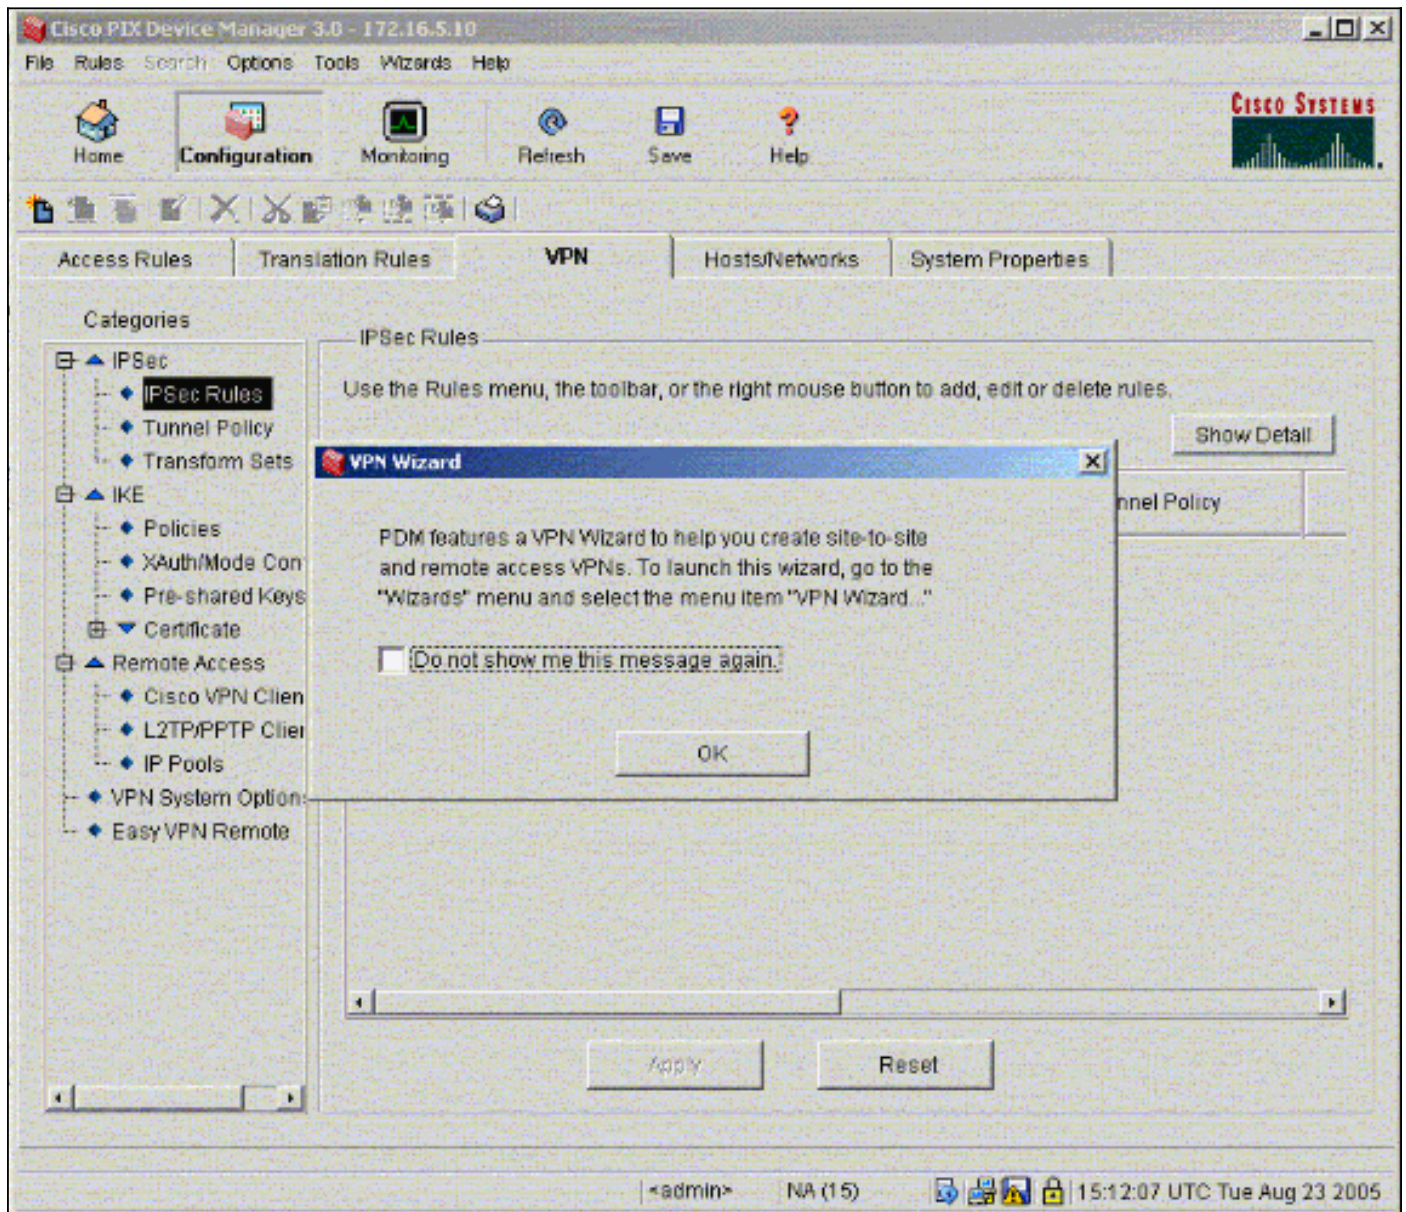 Cisco PIX Device Manager 3.0 - 172.16.5.10
File Rules Search Options Tools Wizards Help
Home Configuration Monitoring Refresh Save Help
CISCO SYSTEMS
Access Rules Translation Rules VPN Hosts/Networks System Properties
Categories
IPSec
IPSec Rules
Tunnel Policy
Transform Sets
IKE
Policies
XAuth/Mode Con
Pre-shared Keys
Certificate
Remote Access
Cisco VPN Clien
L2TP/PPTP Clien
IP Pools
VPN System Options
Easy VPN Remote
IPSec Rules
Use the Rules menu, the toolbar, or the right mouse button to add, edit or delete rules.
Show Detail
nnel Policy
VPN Wizard
PDM features a VPN Wizard to help you create site-to-site
and remote access VPNs. To launch this wizard, go to the
"Wizards" menu and select the menu item "VPN Wizard..."
Do not show me this message again.
OK
Apply Reset
<admin> NA (15) 15:12:07 UTC Tue Aug 23 2005